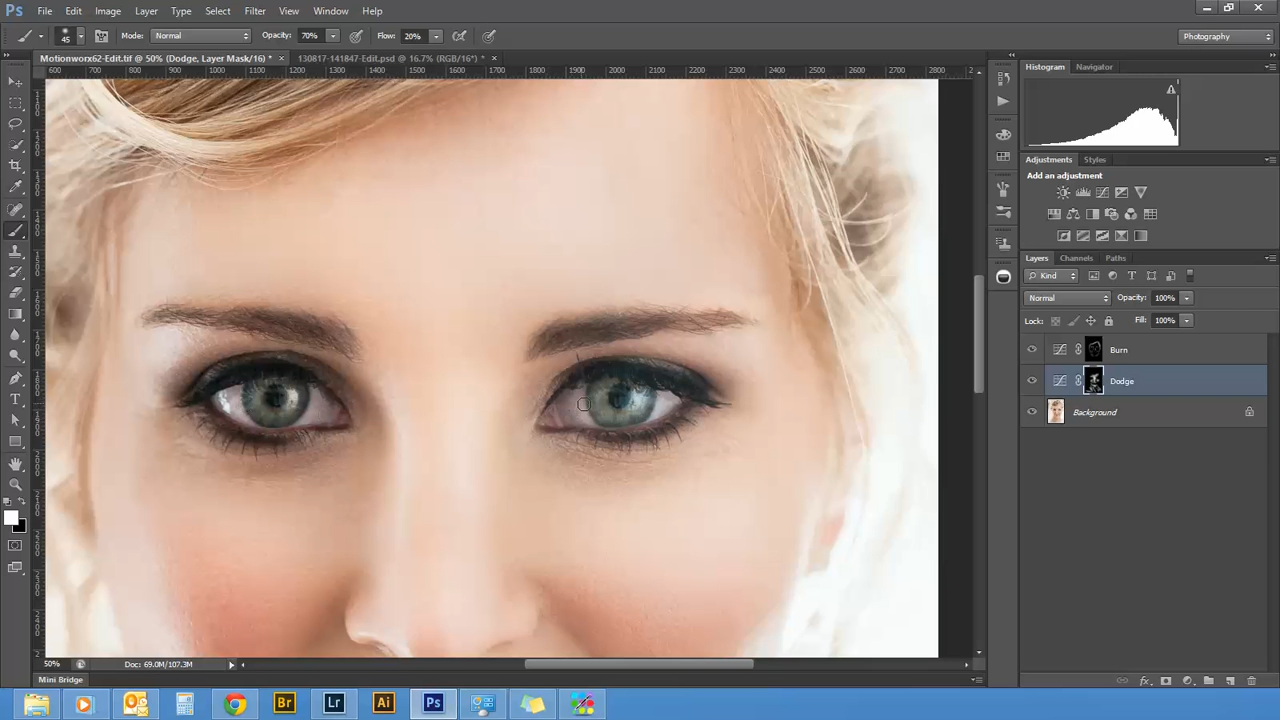 Ps File Edit Image Layer Type Select Filter 3D View Window Help
45 Mode: Normal Opacity: 70% Flow: 20% Photography
Motionworx62-Edit.tif @ 50% (Dodge, Layer Mask/16) * × 130817-141847-Edit.psd @ 16.7% (RGB/16*) * ×
600 700 800 900 1000 1100 1200 1300 1400 1500 1600 1700 1800 1900 2000 2100 2200 2300 2400 2500 2600 2700 2800
Histogram Navigator
Adjustments Styles
Add an adjustment
Layers Channels Paths
Kind
Normal Opacity: 100%
Lock: Fill: 100%
Burn
Dodge
Background
50% Doc: 69.0M/107.3M
Mini Bridge
Br Lr Ai Ps